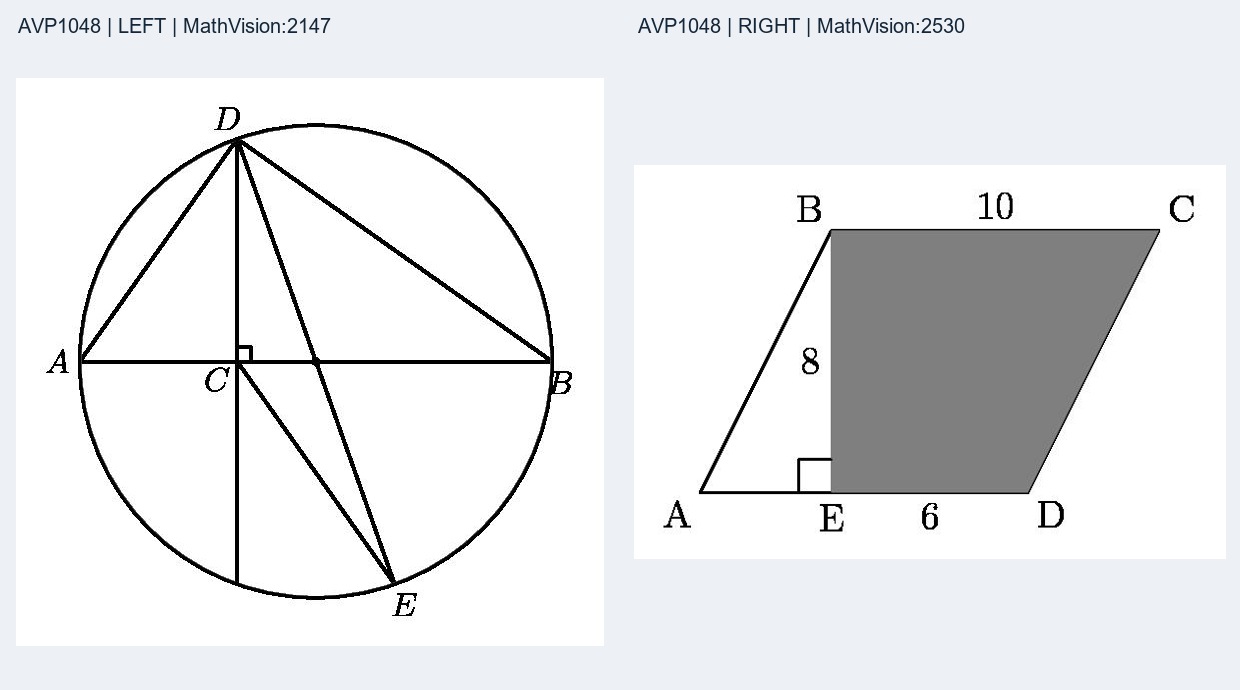 AVP1048 | LEFT | MathVision:2147
D
A
C
B
E
AVP1048 | RIGHT | MathVision:2530
B
10
C
8
A
E
6
D